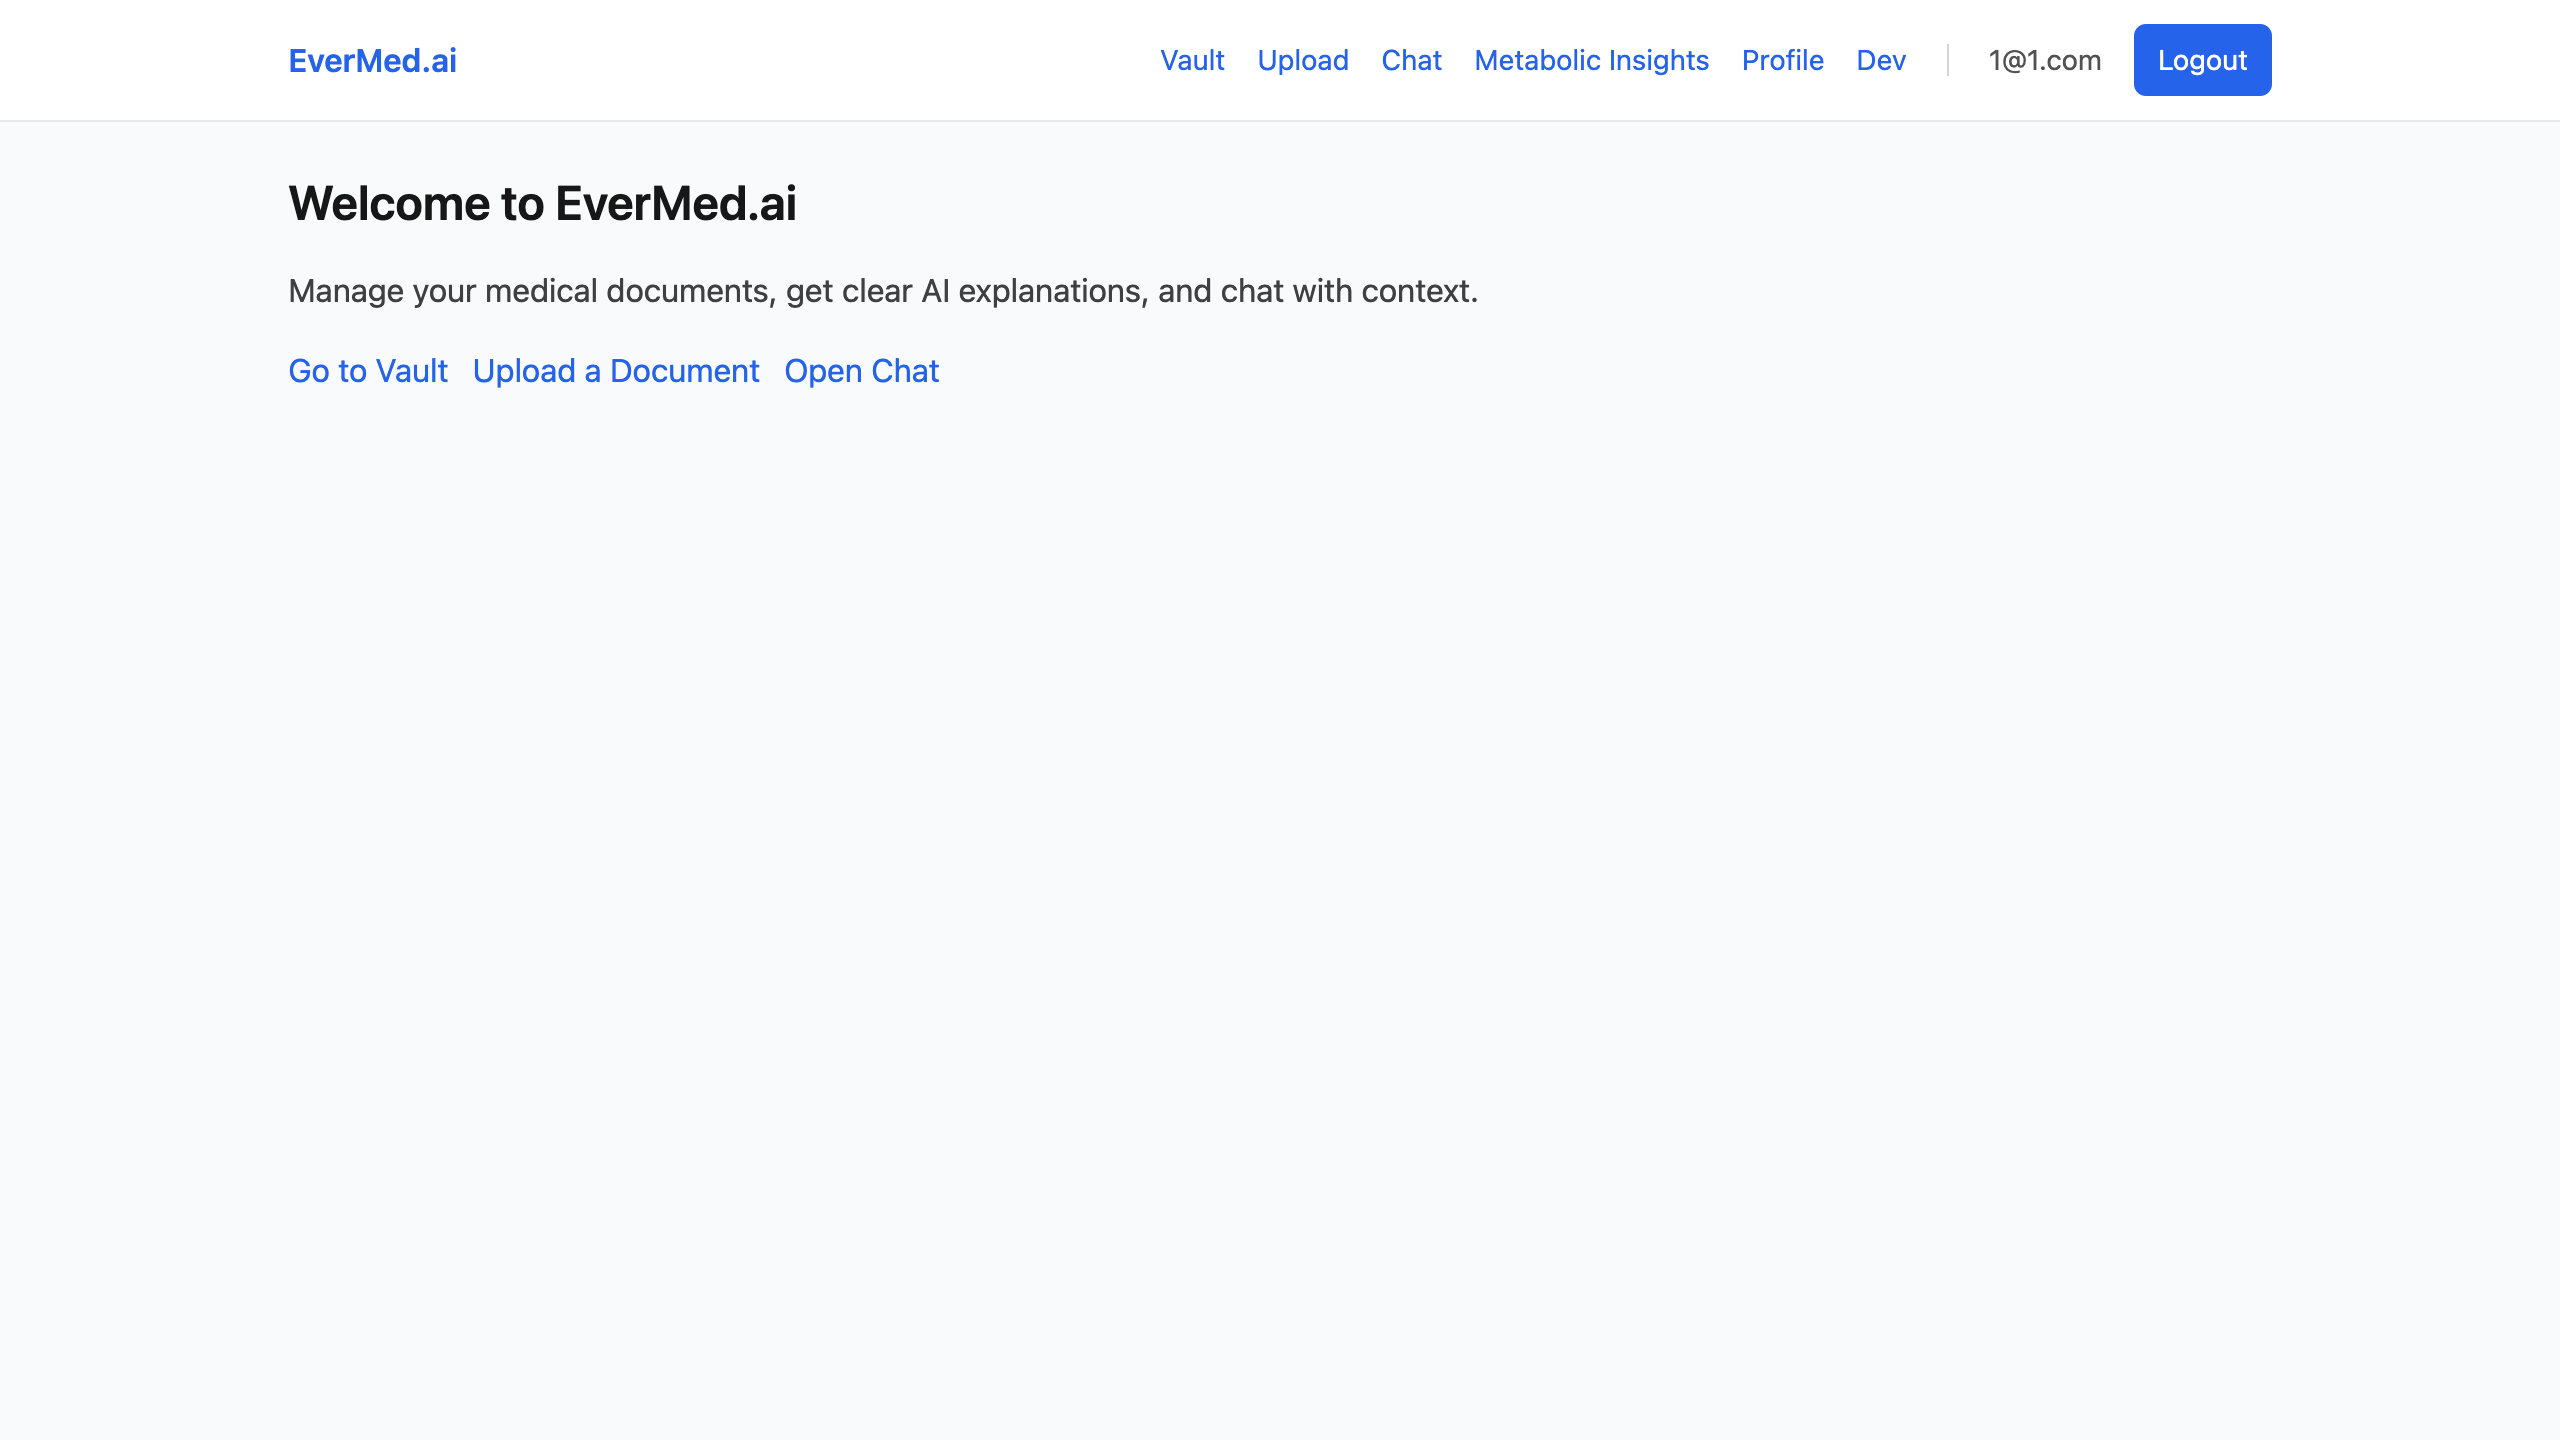 EverMed.ai Vault Upload Chat Metabolic Insights Profile Dev 1@1.com Logout
Welcome to EverMed.ai
Manage your medical documents, get clear AI explanations, and chat with context.
Go to Vault Upload a Document Open Chat